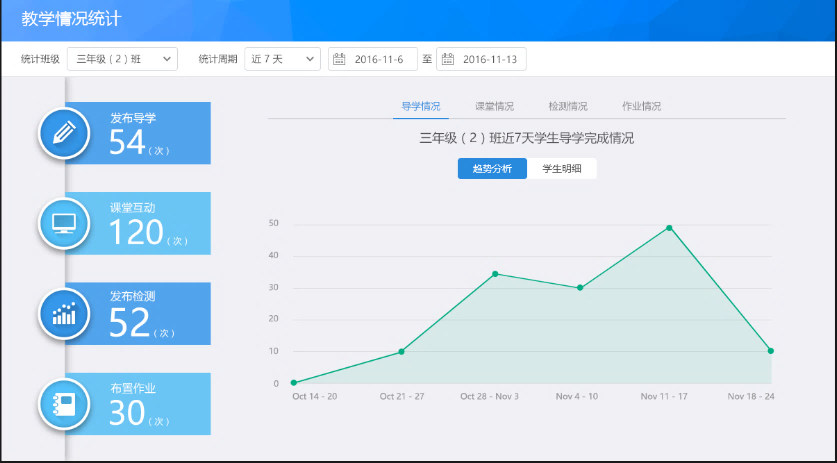 教学情况统计
统计班级 三年级（2）班 统计周期 近 7 天 2016-11-6 至 2016-11-13
发布导学
54（次）
课堂互动
120（次）
发布检测
52（次）
布置作业
30（次）
导学情况 课堂情况 检测情况 作业情况
三年级（2）班近7天学生导学完成情况
趋势分析 学生明细
50
40
30
20
10
0
Oct 14 - 20 Oct 21 - 27 Oct 28 - Nov 3 Nov 4 - 10 Nov 11 - 17 Nov 18 - 24